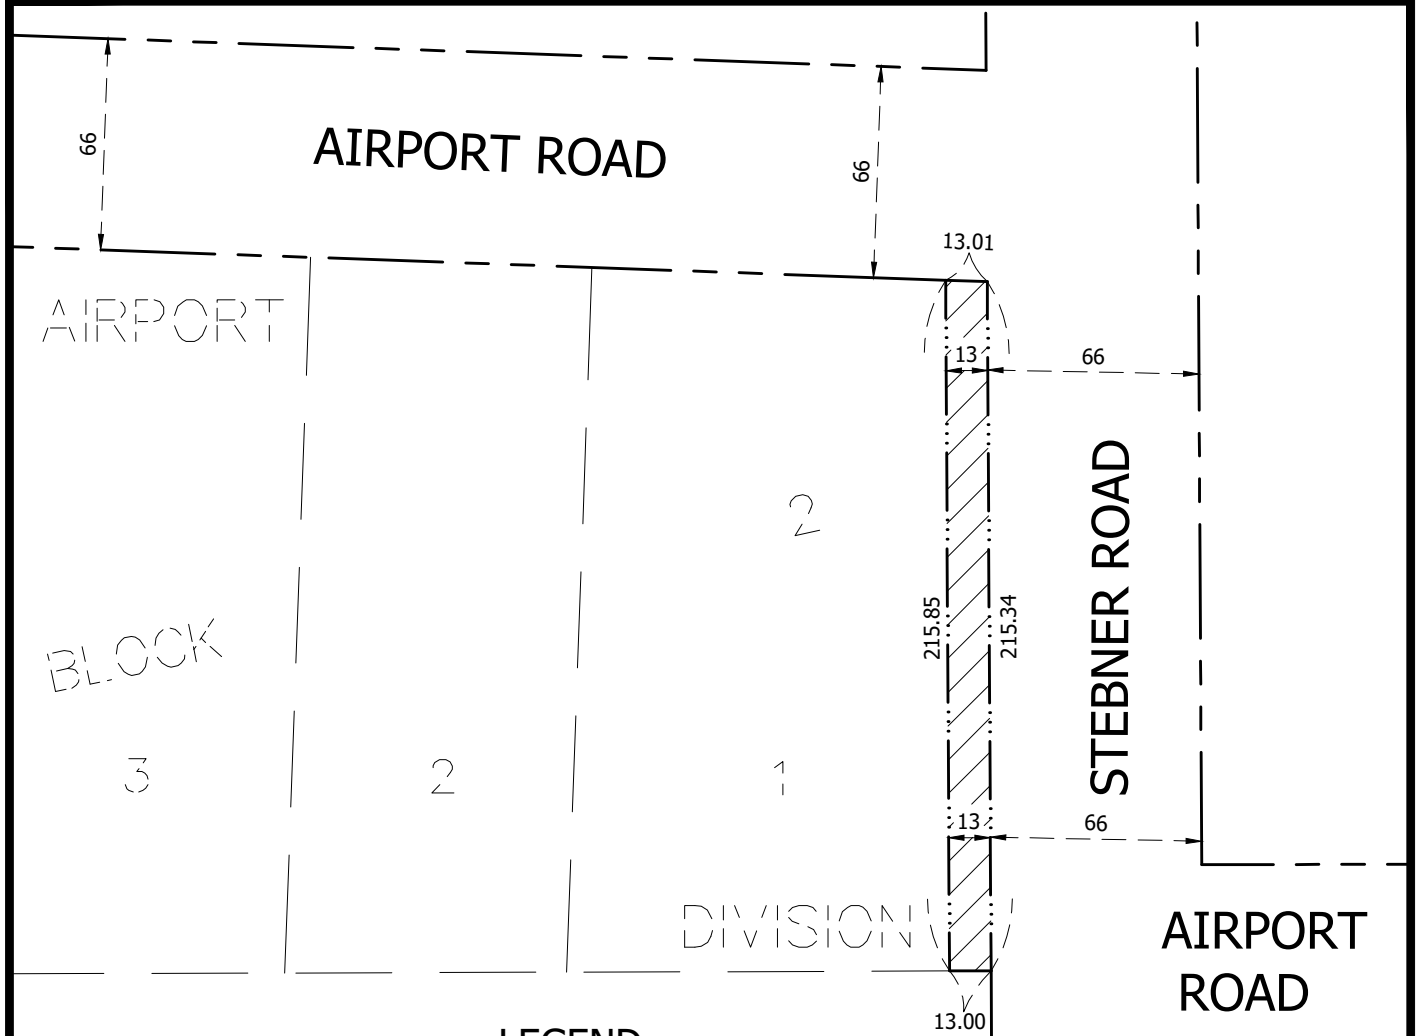 AIRPORT ROAD
66
66
13.01
AIRPORT
13
66
2
STEBNER ROAD
215.85
215.34
BLOCK
3
2
1
13
66
DIVISION
AIRPORT
ROAD
13.00
LEGEND